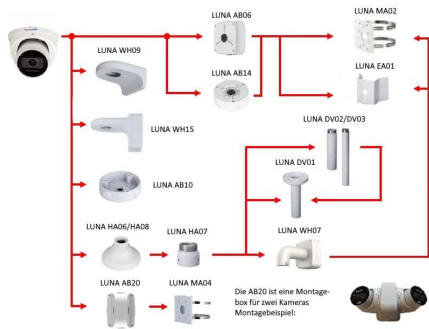 LUNA AB06
LUNA MA02
LUNA WH09
LUNA AB14
LUNA EA01
LUNA DV02/DV03
LUNA WH15
LUNA DV01
LUNA AB10
LUNA HA06/HA08
LUNA HA07
LUNA WH07
LUNA AB20
LUNA MA04
Die AB20 ist eine Montage-
box für zwei Kameras
Montagebeispiel: